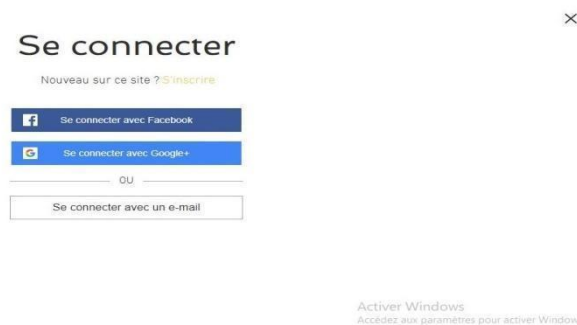 Se connecter
Nouveau sur ce site ? S'inscrire
Se connecter avec Facebook
Se connecter avec Google+
OU
Se connecter avec un e-mail
Activer Windows
Accédez aux paramètres pour activer Window